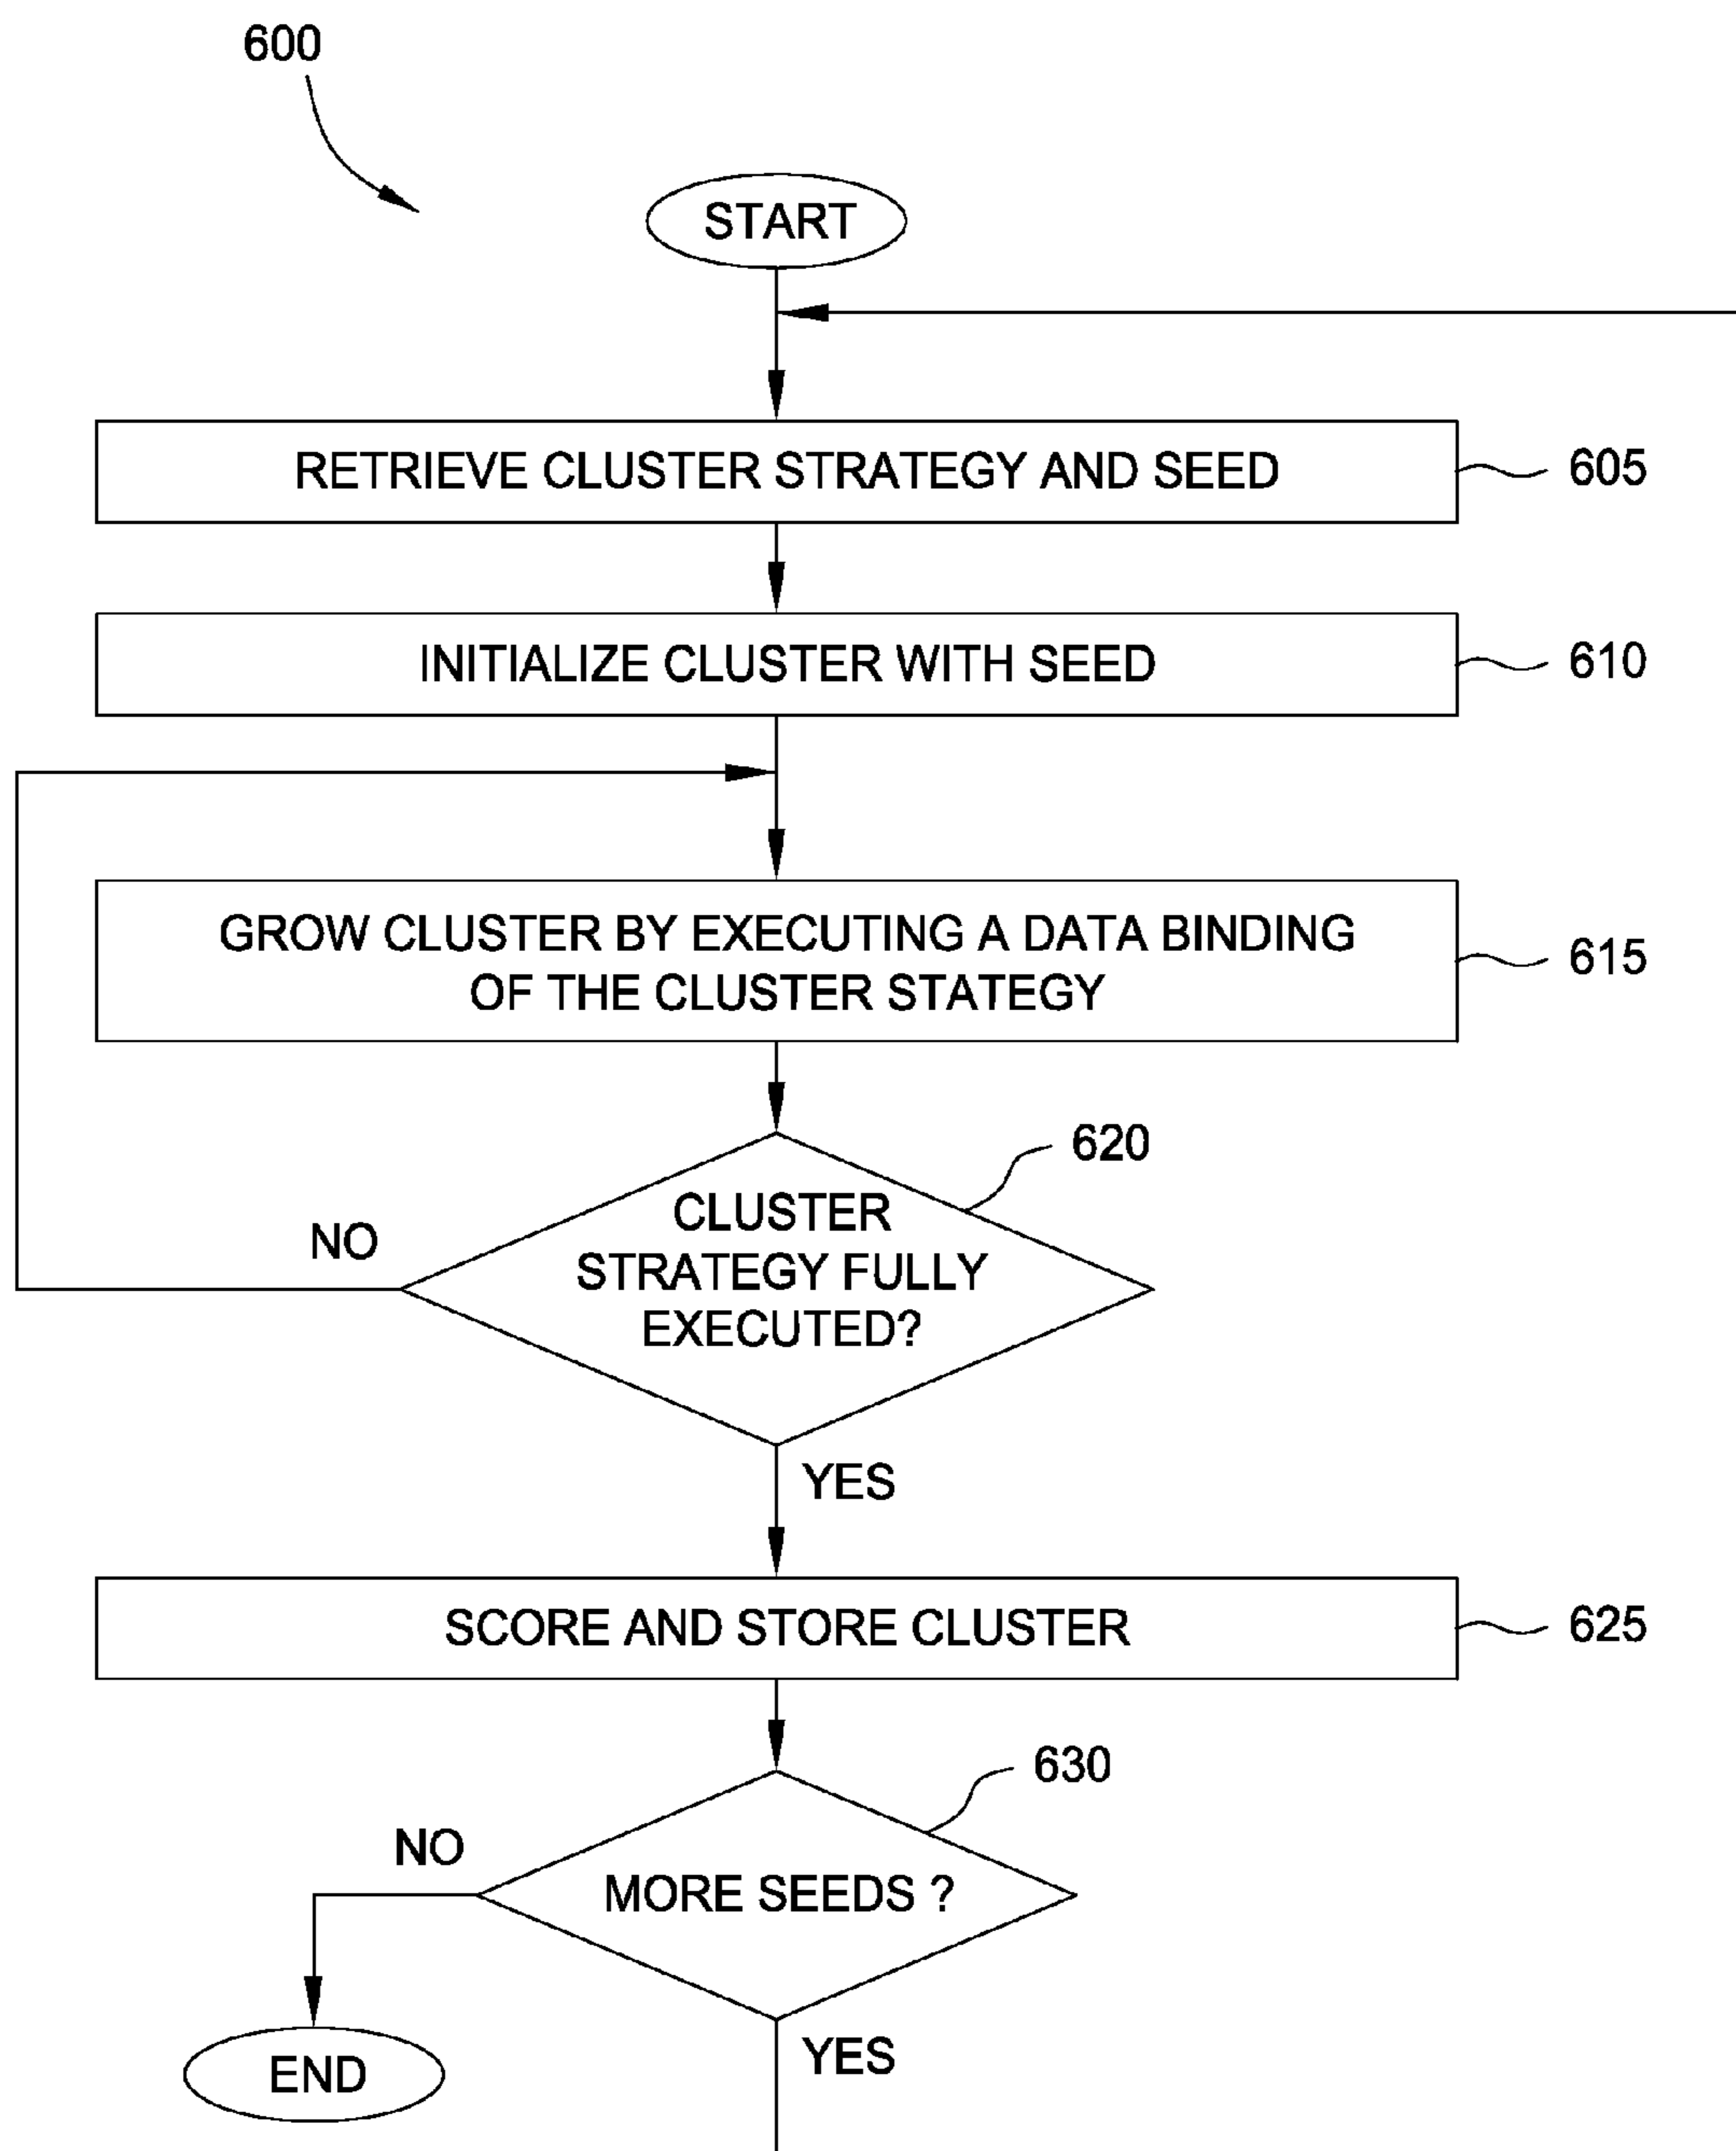 600
START
RETRIEVE CLUSTER STRATEGY AND SEED
605
INITIALIZE CLUSTER WITH SEED
610
GROW CLUSTER BY EXECUTING A DATA BINDING
OF THE CLUSTER STATEGY
615
620
CLUSTER
STRATEGY FULLY
EXECUTED?
NO
YES
SCORE AND STORE CLUSTER
625
630
MORE SEEDS ?
NO
YES
END